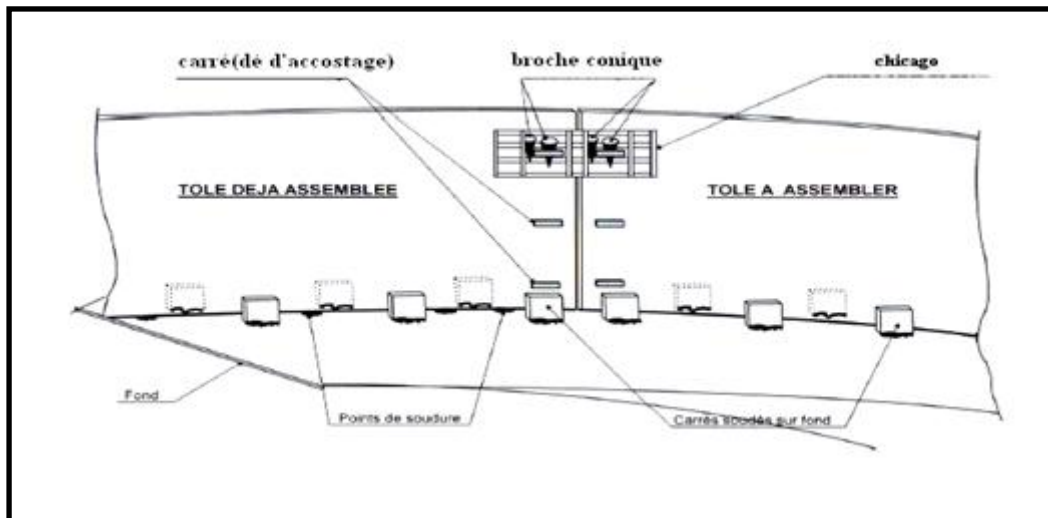 carré(dé d'accostage)
broche conique
chicago
TOLE DEJA ASSEMBLEE
TOLE A ASSEMBLER
Fond
Points de soudure
Carrés soudés sur fond